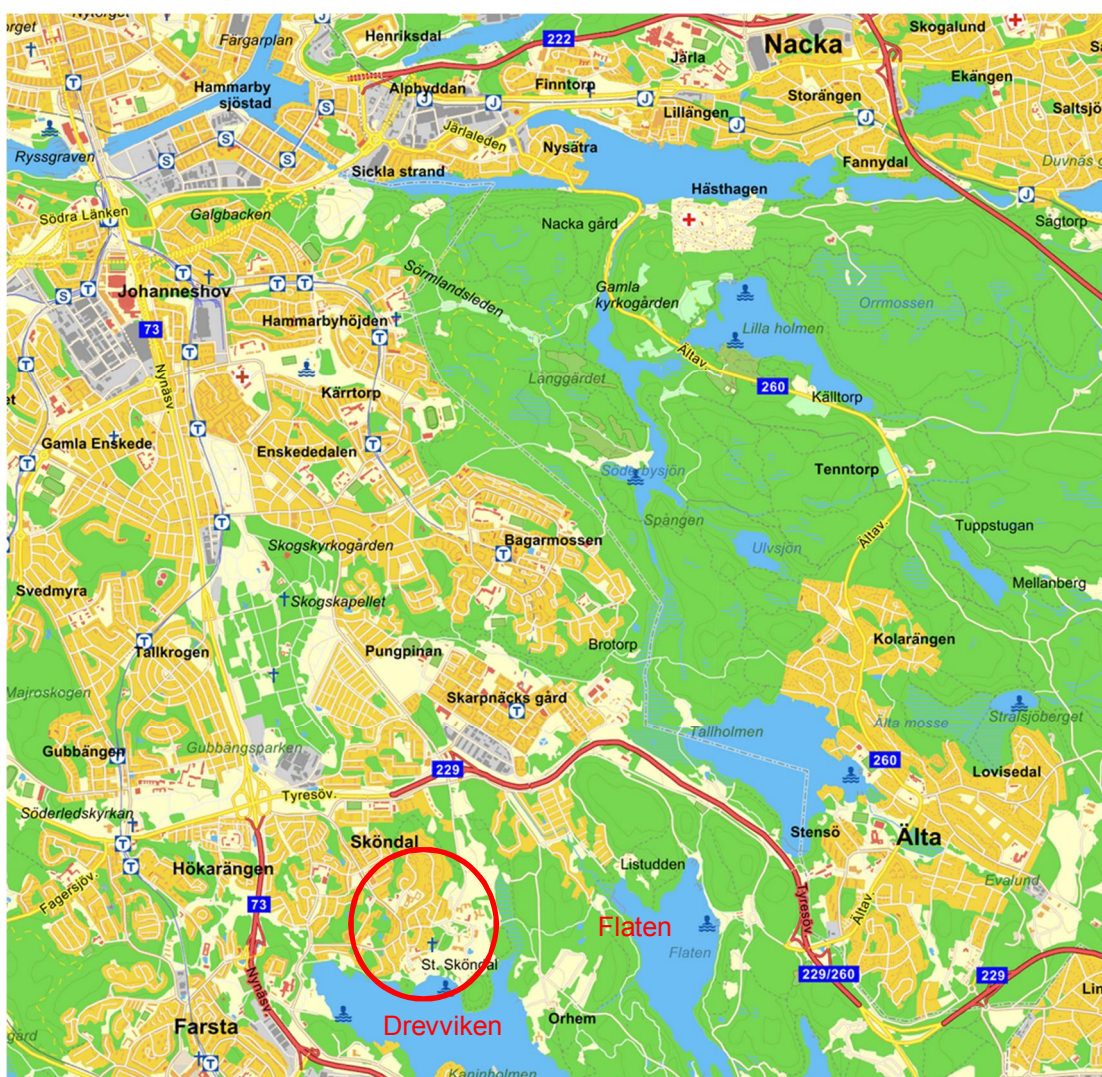 Nytorget
Färgarplan
Henriksdal
222
Nacka
Skogalund
Järla
Hammarby
sjöstad
Alphyddan
Finntorp
Ekängen
Storängen
Saltsjö
Lillängen
Järlaleden
Nysätra
Ryssgraven
Sickla strand
Fannydal
Duvnäs
Hästhagen
Södra Länken
Galgbacken
Nacka gård
Sågtorp
Sörmlandsleden
Gamla
kyrkogården
Johanneshov
Orrmossen
Hammarbyhöjden
73
Lilla holmen
Nynäsv.
Ältav.
Långgärdet
260
Kärrtorp
Källtorp
Gamla Enskede
Enskededalen
Söderbysjön
Tenntorp
Spången
Tuppstugan
Ältav.
Bagarmossen
Skogskyrkogården
Ulvsjön
Svedmyra
Mellanberg
Skogskapellet
Tallkrogen
Pungpinan
Brotorp
Kolarängen
Majroskogen
Skarpnäcks gård
Strålsjöberget
Älta mosse
Tallholmen
Gubbängen
Gubbängsparken
229
260
Lovisedal
Tyresöv.
Söderledskyrkan
Sköndal
Stensö
Älta
Hökarängen
Listudden
Evalund
Fagersjöv.
73
Flaten
Tyresöv.
Ältav.
Flaten
St. Sköndal
229/260
229
Nynäsv.
Lin
Farsta
Drevviken
Orhem
gård
Kaninholmen